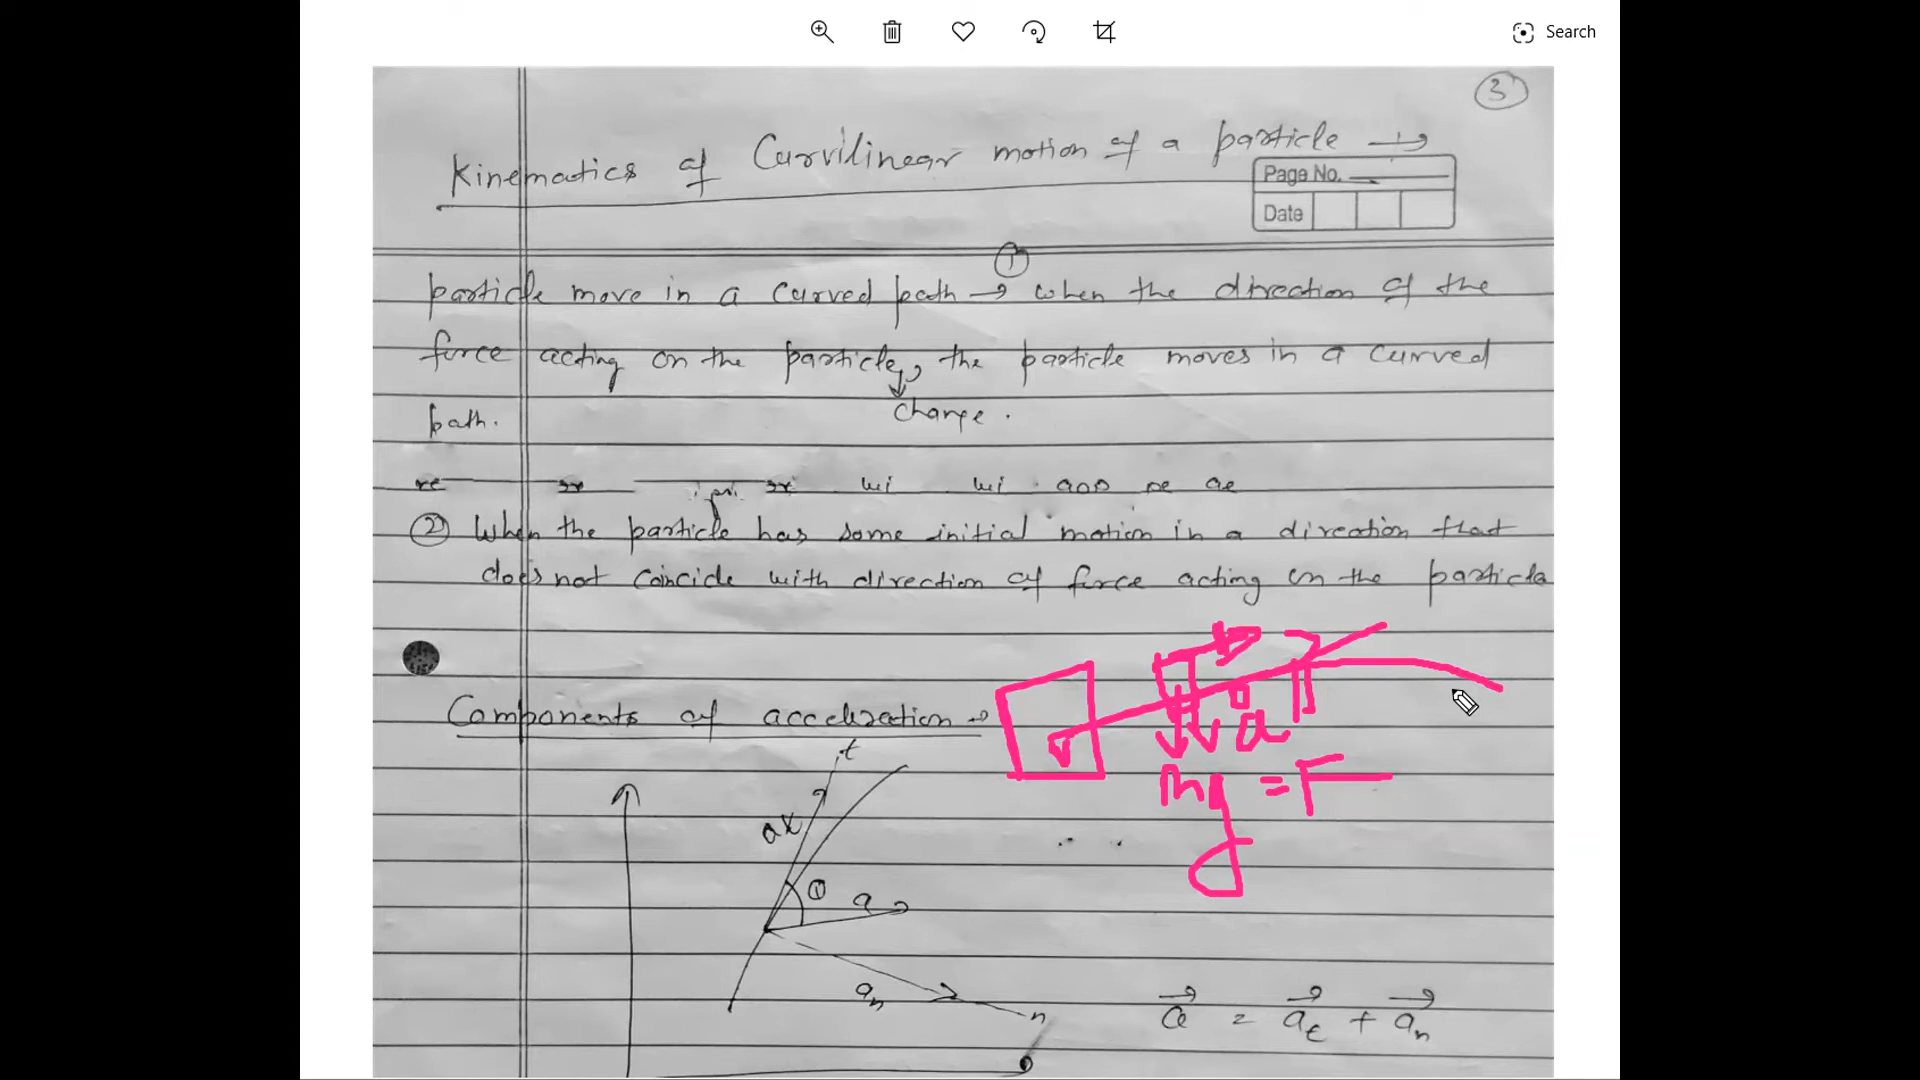 Search
3
Kinematics of Curvilinear motion of a particle →
Page No.
Date
①
particle move in a curved path → when the direction of the
force acting on the particle, the particle moves in a curved
change.
path.
② When the particle has some initial motion in a direction that
does not coincide with direction of force acting on the particle
Components of acceleration →
t
θ
a
mg = F
a
aₙ
n
a⃗ = a⃗ₜ + a⃗ₙ